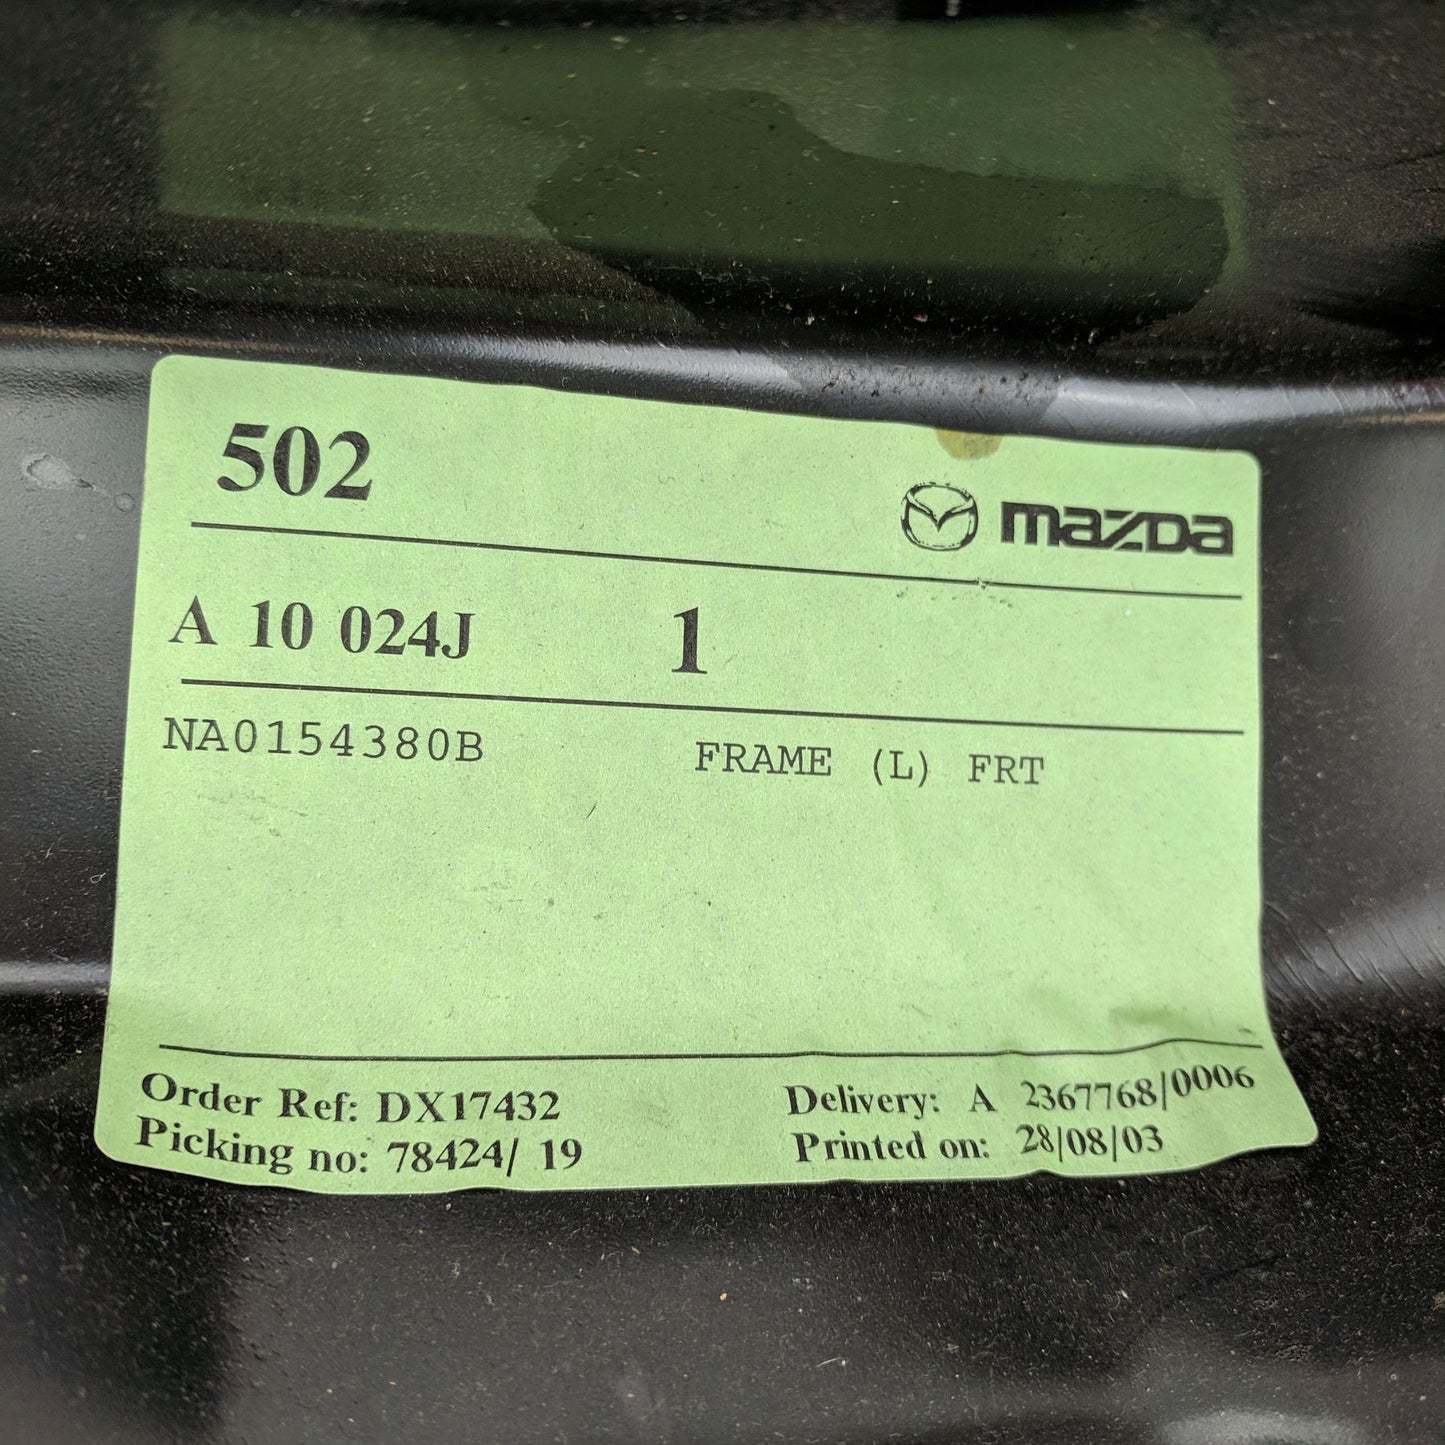 502
mazda
A 10 024J 1
NA0154380B FRAME (L) FRT
Order Ref: DX17432 Delivery: A 2367768/0006
Picking no: 78424/ 19 Printed on: 28/08/03